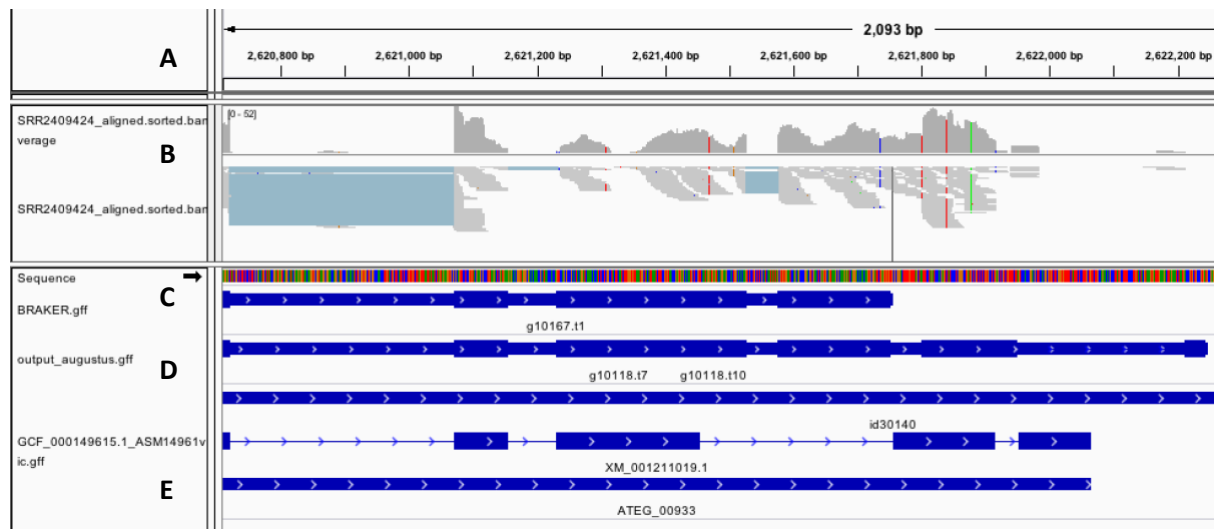 2,093 bp
A
2,620,800 bp 2,621,000 bp 2,621,200 bp 2,621,400 bp 2,621,600 bp 2,621,800 bp 2,622,000 bp 2,622,200 bp
SRR2409424_aligned.sorted.bar
verage
[0 - 52]
B
SRR2409424_aligned.sorted.bar
Sequence
C
BRAKER.gff
g10167.t1
output_augustus.gff
D
g10118.t7 g10118.t10
id30140
GCF_000149615.1_ASM14961v
ic.gff
XM_001211019.1
E
ATEG_00933